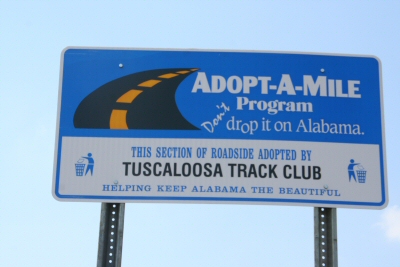 ADOPT-A-MILE
Program
Don't drop it on Alabama.
THIS SECTION OF ROADSIDE ADOPTED BY
TUSCALOOSA TRACK CLUB
HELPING KEEP ALABAMA THE BEAUTIFUL